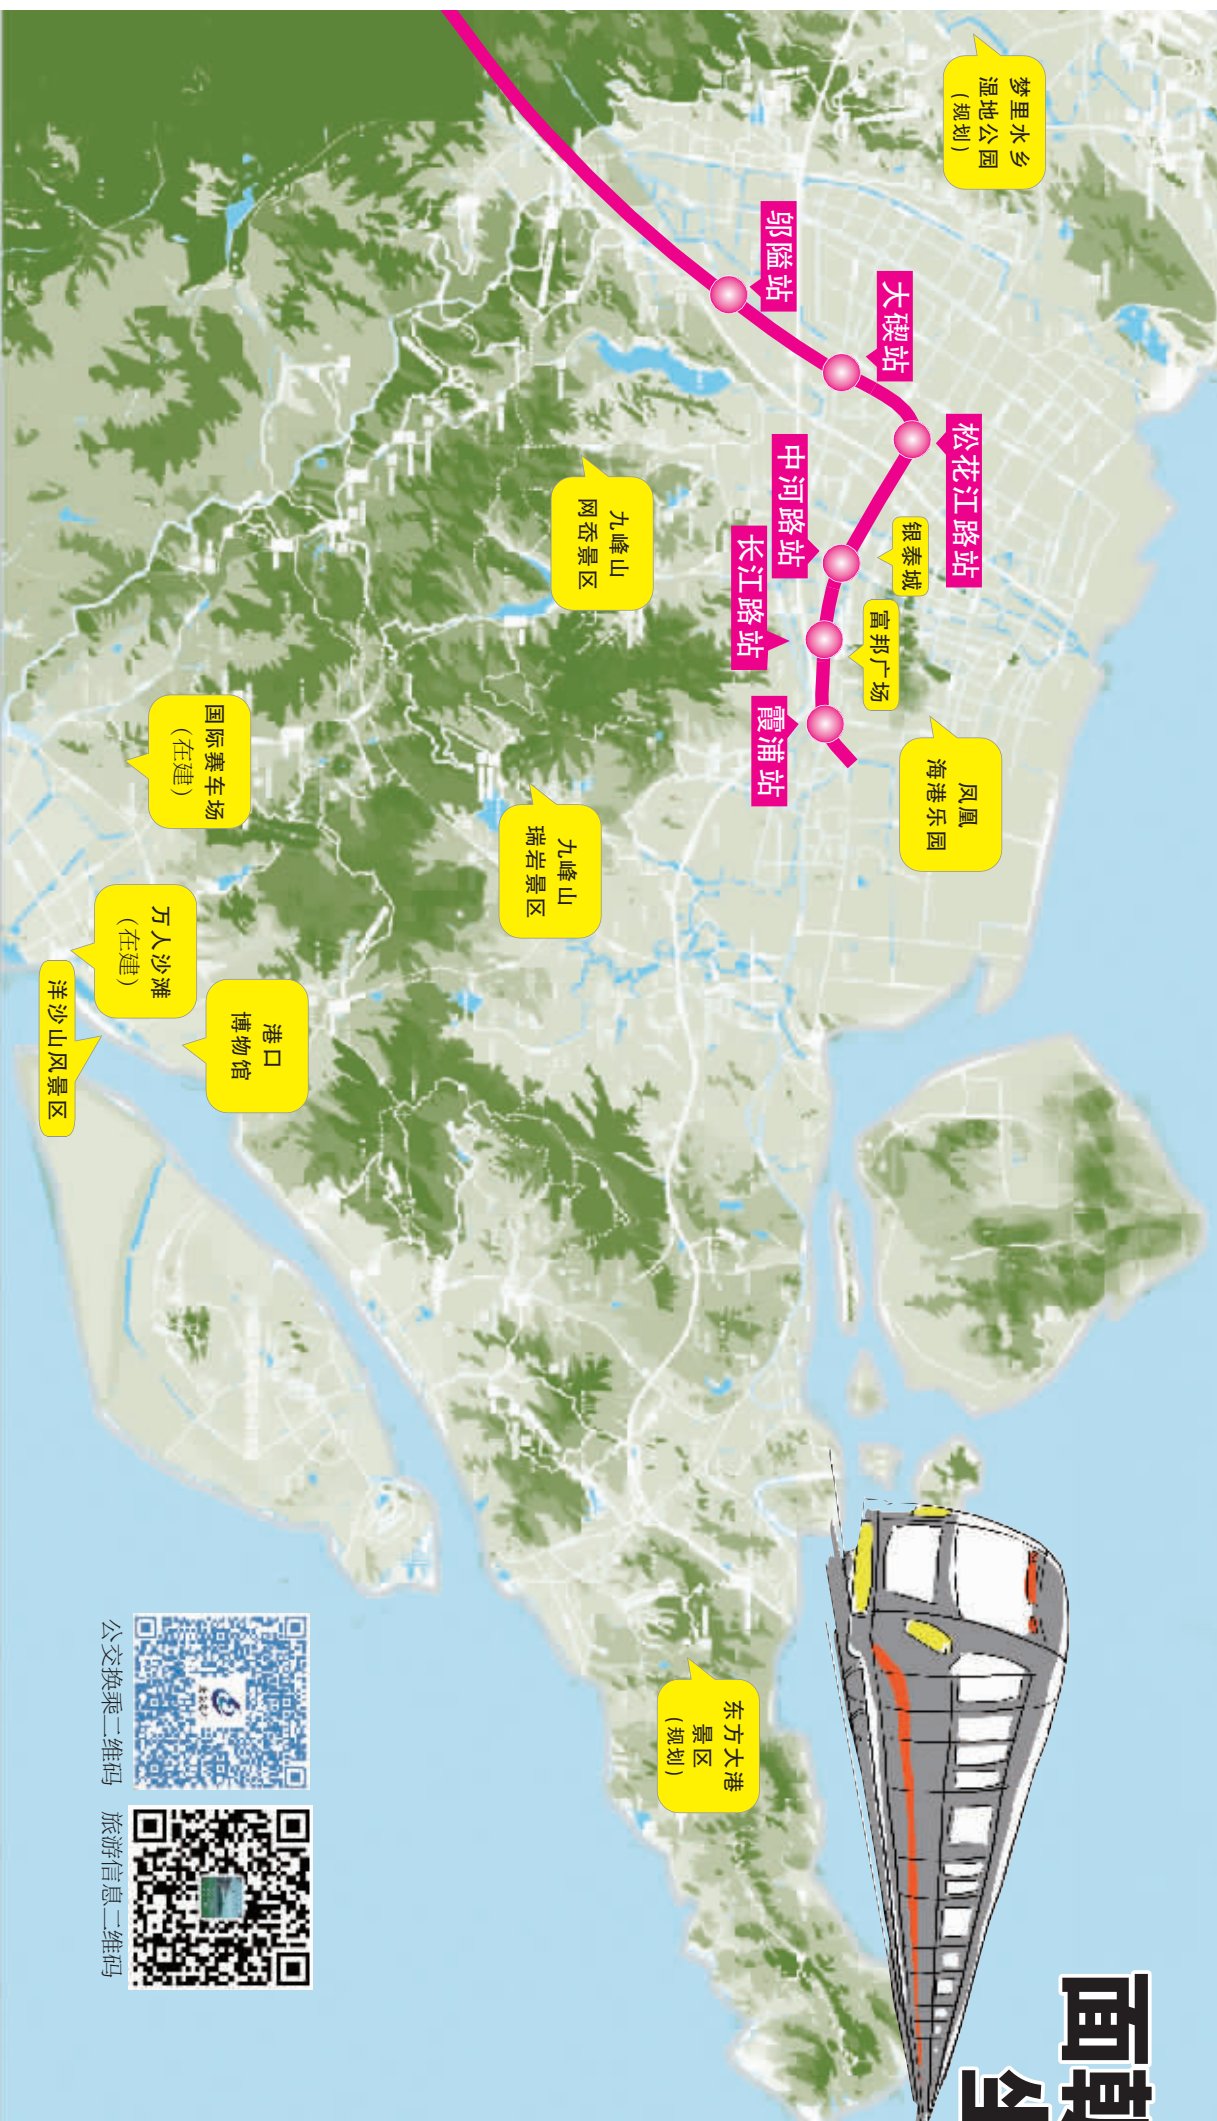 梦里水乡
湿地公园
（规划）
邬隘站
大碶站
松花江路站
中河路站
长江路站
霞浦站
银泰城
富邦广场
凤凰
海港乐园
九峰山
网岙景区
九峰山
瑞岩景区
国际赛车场
（在建）
万人沙滩
（在建）
港口
博物馆
洋沙山风景区
东方大港
景区
（规划）
公交换乘二维码
旅游信息二维码
面朝